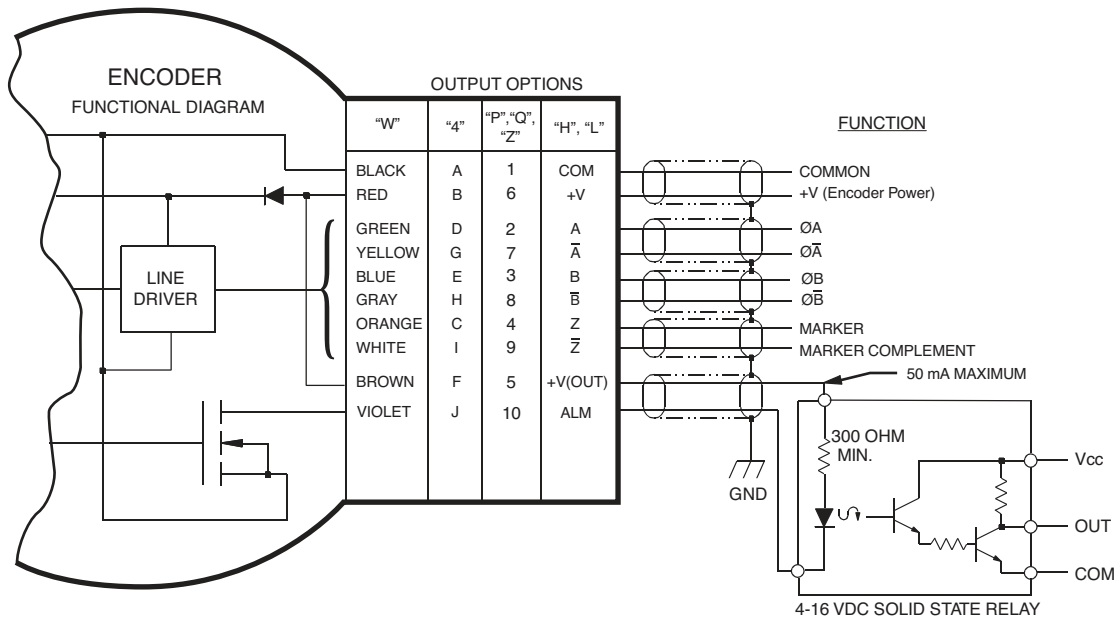 ENCODER
FUNCTIONAL DIAGRAM
OUTPUT OPTIONS
FUNCTION
“W” “4” “P”,“Q”, “Z” “H”, “L”
BLACK A 1 COM COMMON
RED B 6 +V +V (Encoder Power)
GREEN D 2 A ØA
YELLOW G 7 A̅ ØA̅
BLUE E 3 B ØB
GRAY H 8 B̅ ØB̅
ORANGE C 4 Z MARKER
WHITE I 9 Z̅ MARKER COMPLEMENT
BROWN F 5 +V(OUT) 50 mA MAXIMUM
VIOLET J 10 ALM
LINE
DRIVER
300 OHM
MIN.
GND
Vcc
OUT
COM
4-16 VDC SOLID STATE RELAY